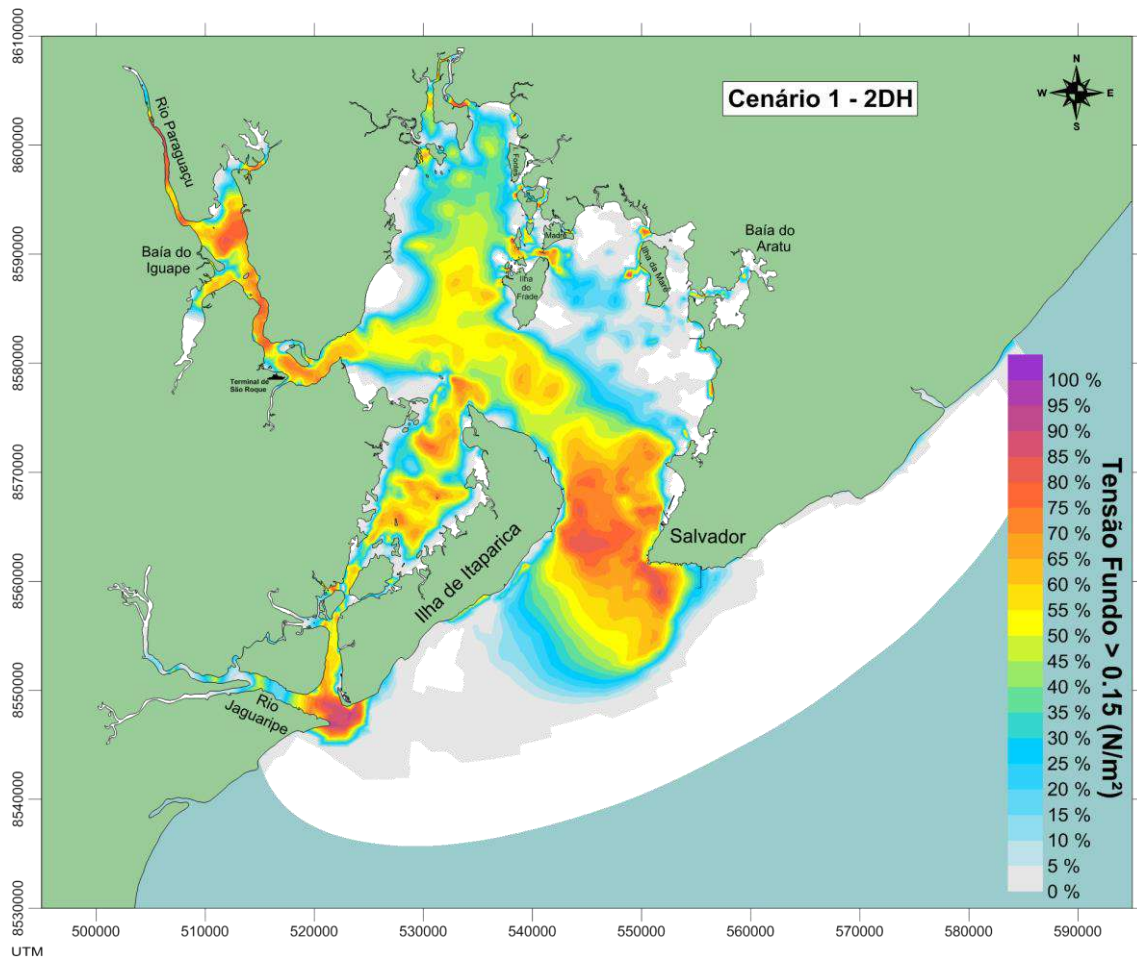 8610000
8600000
8590000
8580000
8570000
8560000
8550000
8540000
8530000
Cenário 1 - 2DH
N
W
E
S
Rio Paraguaçu
I. Fontes
Madre
Baía do
Aratu
Baía do
Iguape
Ilha
do
Frade
Ilha da Maré
Terminal de
São Roque
Salvador
Ilha de Itaparica
Rio
Jaguaripe
100 %
95 %
90 %
85 %
80 %
75 %
70 %
65 %
60 %
55 %
50 %
45 %
40 %
35 %
30 %
25 %
20 %
15 %
10 %
5 %
0 %
Tensão Fundo > 0.15 (N/m²)
500000
510000
520000
530000
540000
550000
560000
570000
580000
590000
UTM